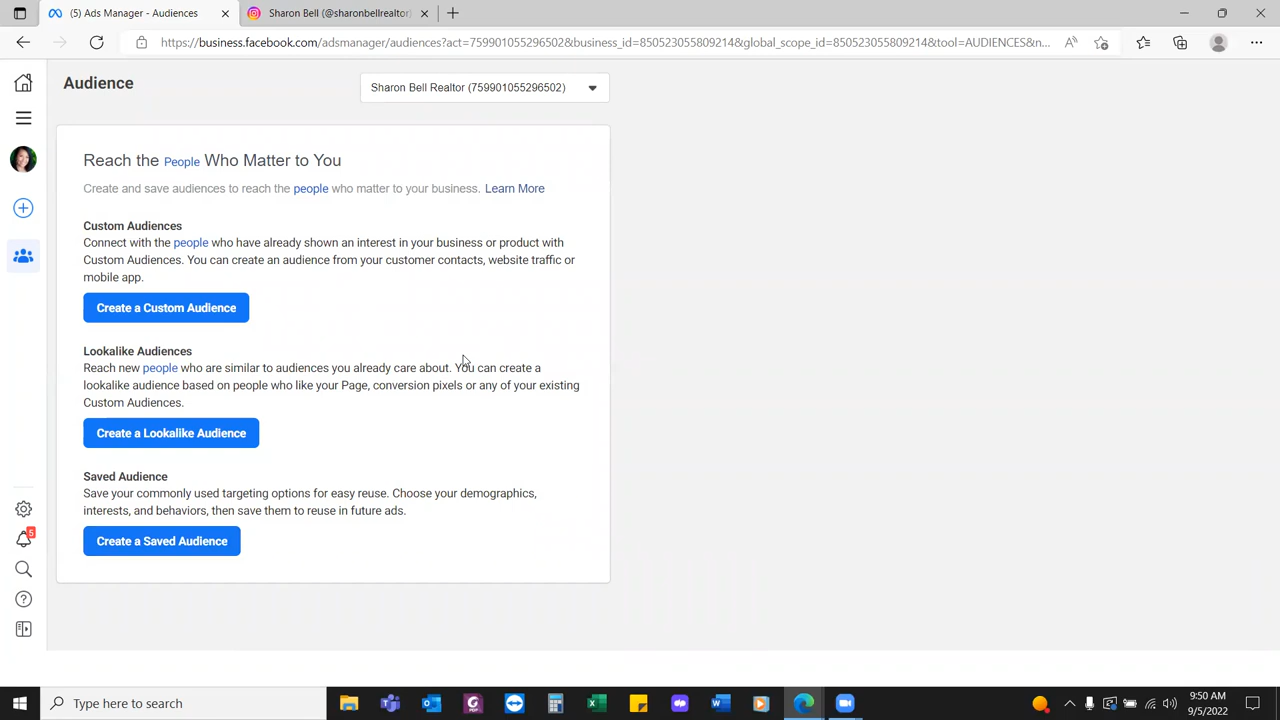 (5) Ads Manager - Audiences
Sharon Bell (@sharonbellrealtor)
https://business.facebook.com/adsmanager/audiences?act=759901055296502&business_id=850523055809214&global_scope_id=850523055809214&tool=AUDIENCES&n...
Audience
Sharon Bell Realtor (759901055296502)
Reach the People Who Matter to You
Create and save audiences to reach the people who matter to your business. Learn More
Custom Audiences
Connect with the people who have already shown an interest in your business or product with
Custom Audiences. You can create an audience from your customer contacts, website traffic or
mobile app.
Create a Custom Audience
Lookalike Audiences
Reach new people who are similar to audiences you already care about. You can create a
lookalike audience based on people who like your Page, conversion pixels or any of your existing
Custom Audiences.
Create a Lookalike Audience
Saved Audience
Save your commonly used targeting options for easy reuse. Choose your demographics,
interests, and behaviors, then save them to reuse in future ads.
Create a Saved Audience
5
Type here to search
9:50 AM
9/5/2022